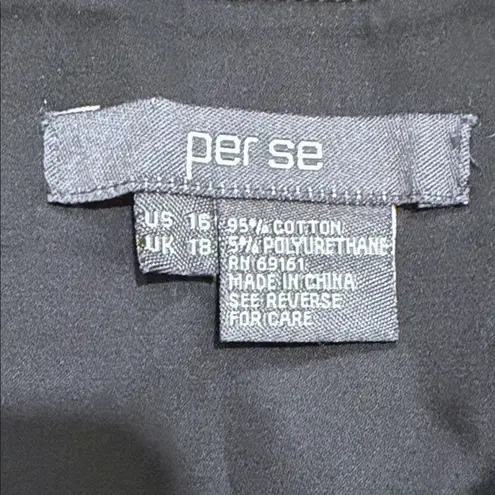 per se
US 16
UK 18
95% COTTON
5% POLYURETHANE
RN 69161
MADE IN CHINA
SEE REVERSE
FOR CARE